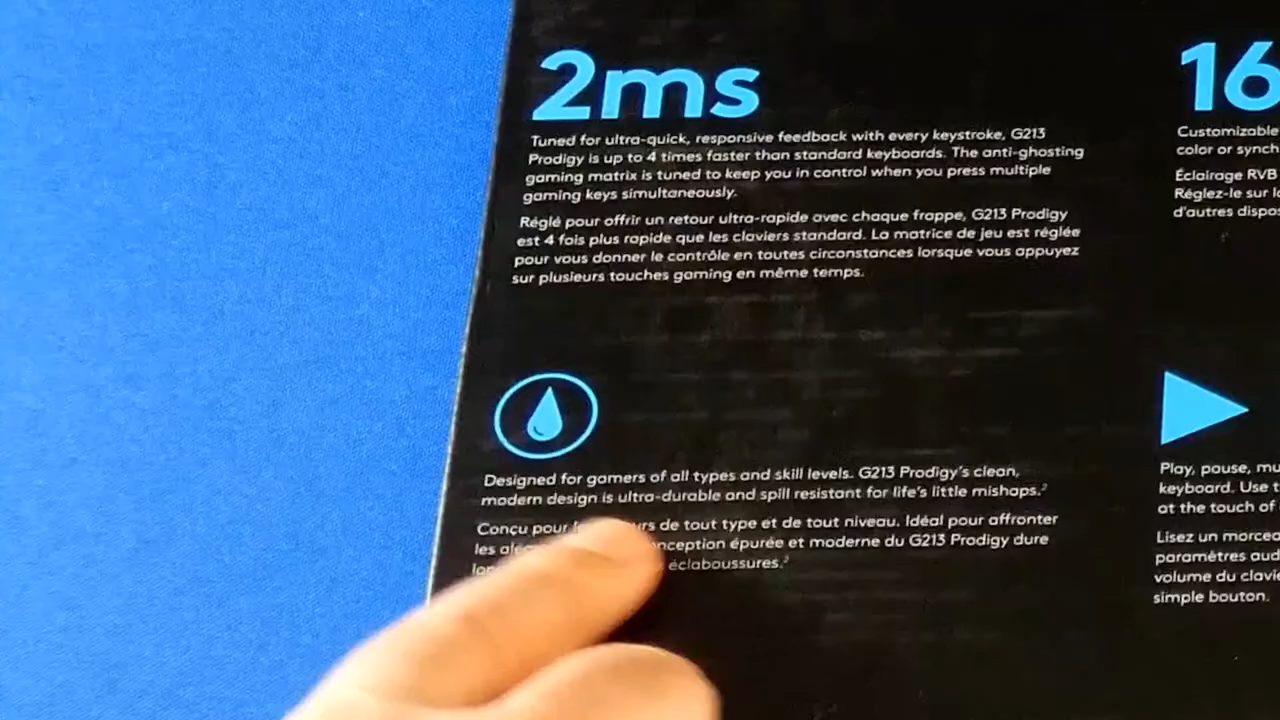 2ms
Tuned for ultra-quick, responsive feedback with every keystroke, G213
Prodigy is up to 4 times faster than standard keyboards. The anti-ghosting
gaming matrix is tuned to keep you in control when you press multiple
gaming keys simultaneously.
Réglé pour offrir un retour ultra-rapide avec chaque frappe, G213 Prodigy
est 4 fois plus rapide que les claviers standard. La matrice de jeu est réglée
pour vous donner le contrôle en toutes circonstances lorsque vous appuyez
sur plusieurs touches gaming en même temps.
Designed for gamers of all types and skill levels. G213 Prodigy's clean,
modern design is ultra-durable and spill resistant for life's little mishaps.²
Conçu pour de tout type et de tout niveau. Idéal pour affronter
les épurée et moderne du G213 Prodigy dure
éclaboussures.²
16
Customizable
color or synch
Éclairage RVB
Réglez-le sur
d'autres dispo
Play, pause, mu
keyboard. Use t
at the touch of
Lisez un morcea
paramètres aud
volume du clavie
simple bouton.